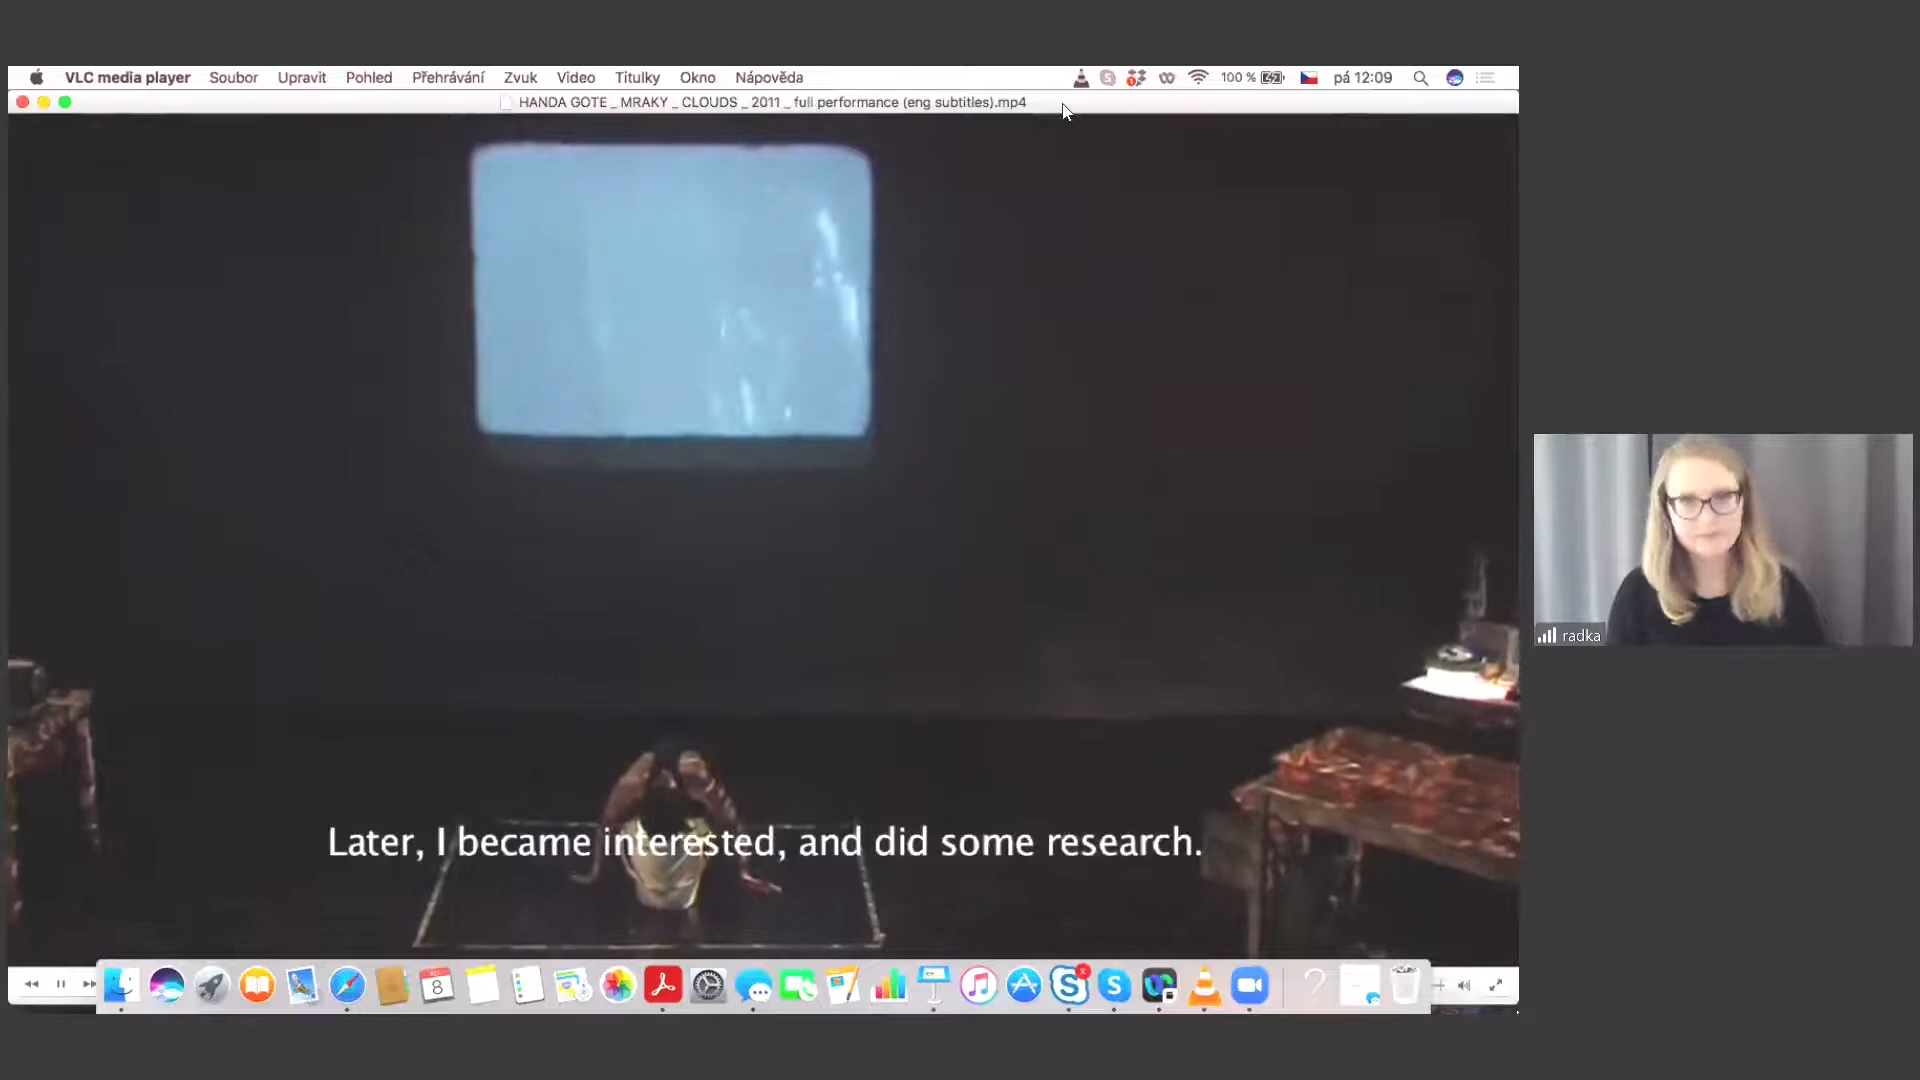 VLC media player Soubor Upravit Pohled Přehrávání Zvuk Video Titulky Okno Nápověda 100 % pá 12:09
HANDA GOTE _ MRAKY _ CLOUDS _ 2011 _ full performance (eng subtitles).mp4
radka
Later, I became interested, and did some research.
8